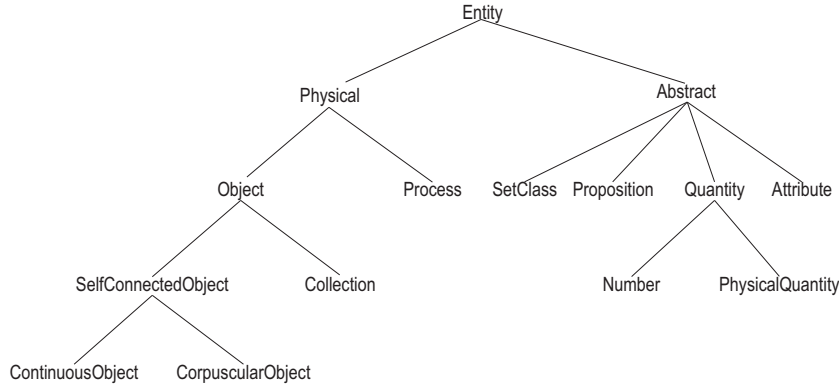 Entity
Physical
Abstract
Object
Process
SetClass
Proposition
Quantity
Attribute
SelfConnectedObject
Collection
Number
PhysicalQuantity
ContinuousObject
CorpuscularObject